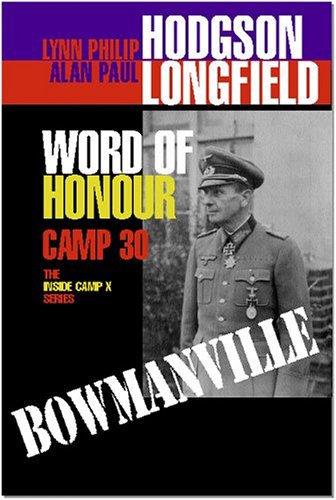 LYNN PHILIP HODGSON
ALAN PAUL LONGFIELD
WORD OF
HONOUR
CAMP 30
THE
INSIDE CAMP X
SERIES
BOWMANVILLE